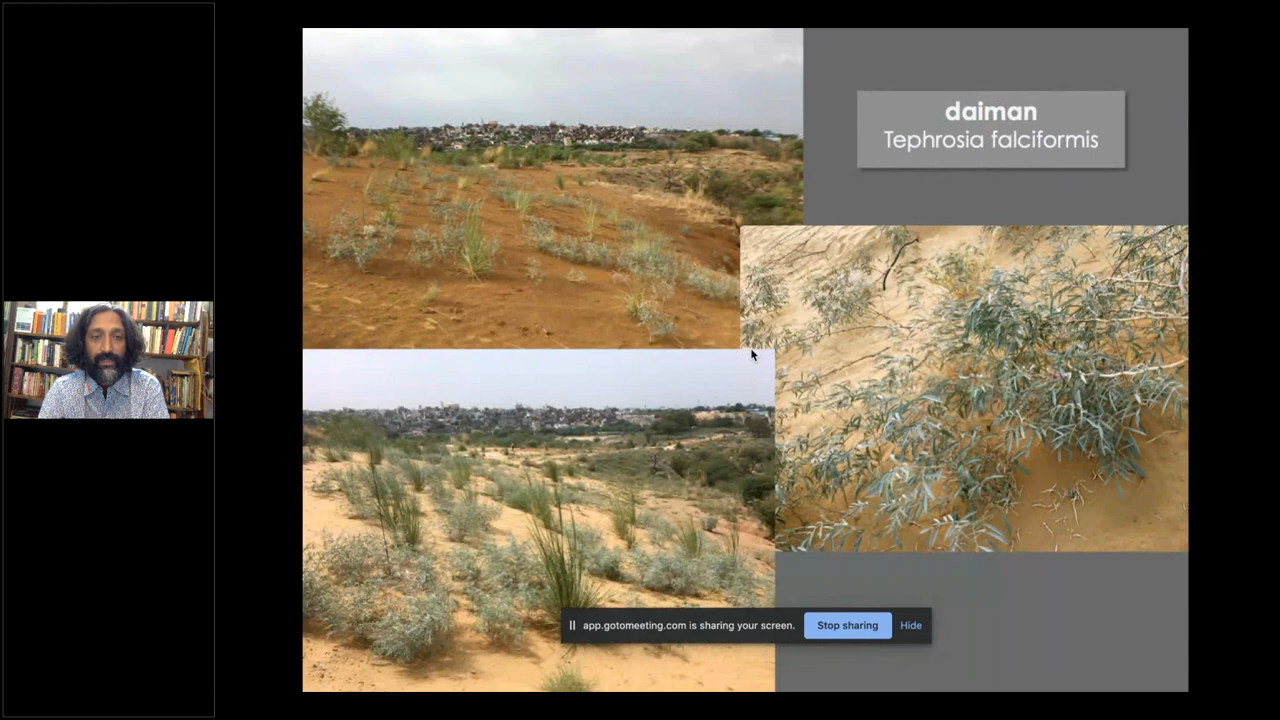 daiman
Tephrosia falciformis
app.gotomeeting.com is sharing your screen. Stop sharing Hide